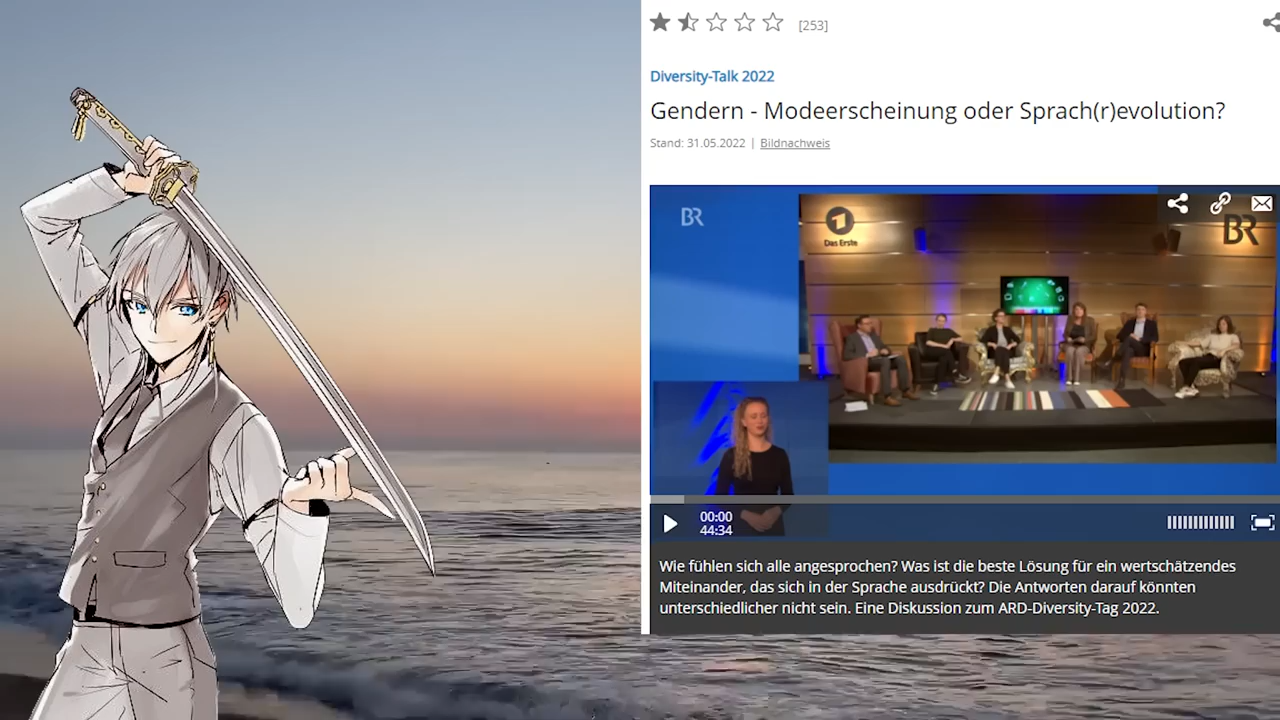 [253]
Diversity-Talk 2022
Gendern - Modeerscheinung oder Sprach(r)evolution?
Stand: 31.05.2022 | Bildnachweis
BR
1
Das Erste
BR
00:00
44:34
Wie fühlen sich alle angesprochen? Was ist die beste Lösung für ein wertschätzendes
Miteinander, das sich in der Sprache ausdrückt? Die Antworten darauf könnten
unterschiedlicher nicht sein. Eine Diskussion zum ARD-Diversity-Tag 2022.